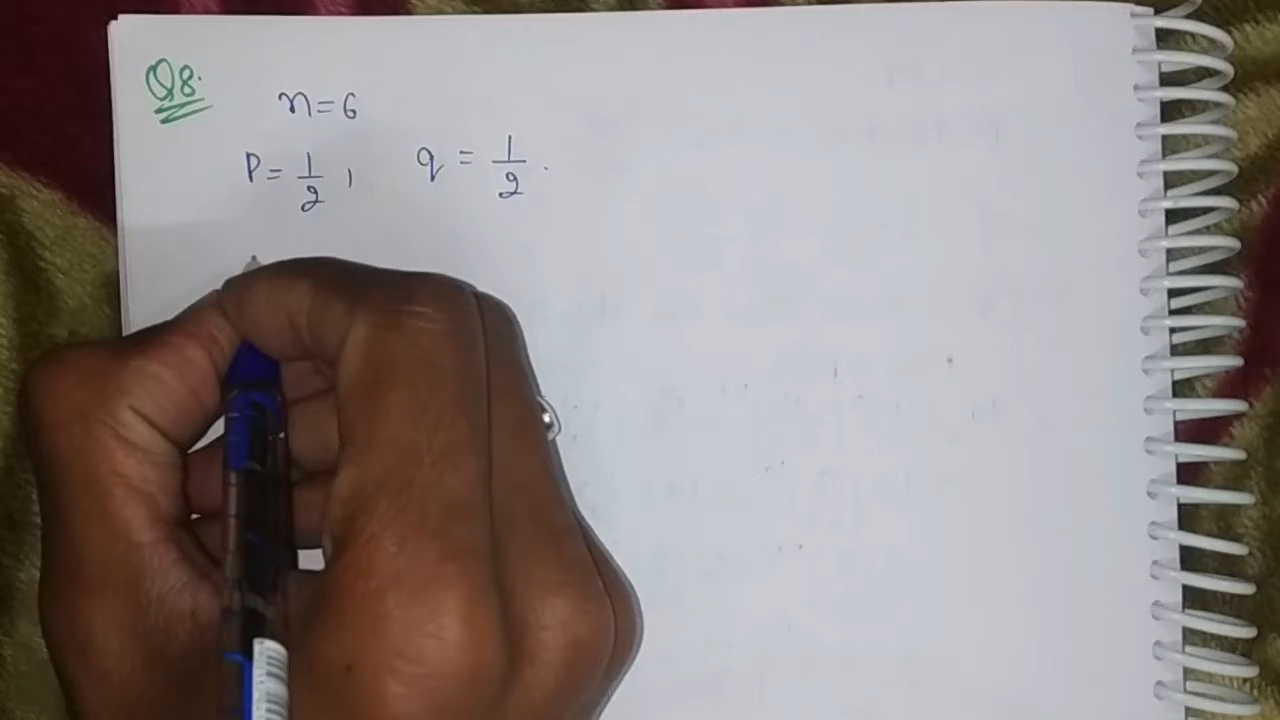 Q8.
n=6
P= 1/2 , q = 1/2 .